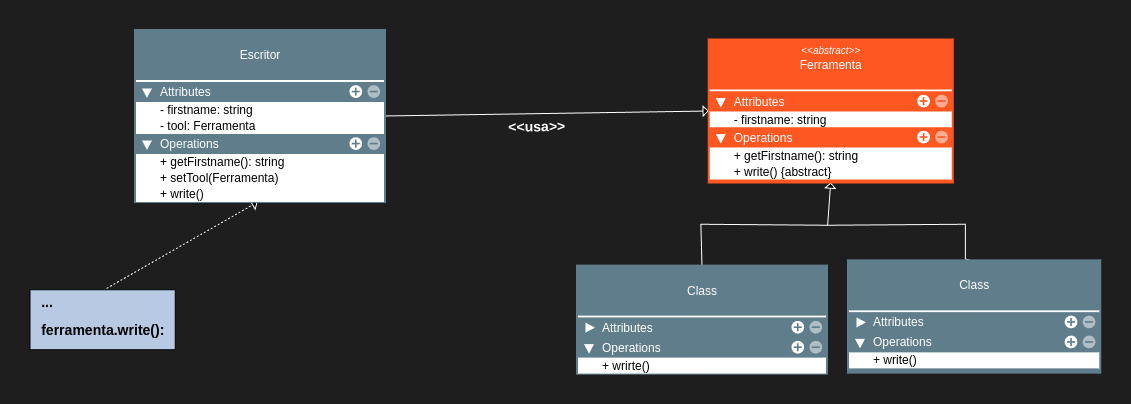 Escritor
Attributes
- firstname: string
- tool: Ferramenta
Operations
+ getFirstname(): string
+ setTool(Ferramenta)
+ write()
<<usa>>
<<abstract>>
Ferramenta
Attributes
- firstname: string
Operations
+ getFirstname(): string
+ write() {abstract}
...
ferramenta.write():
Class
Attributes
Operations
+ wrirte()
Class
Attributes
Operations
+ write()